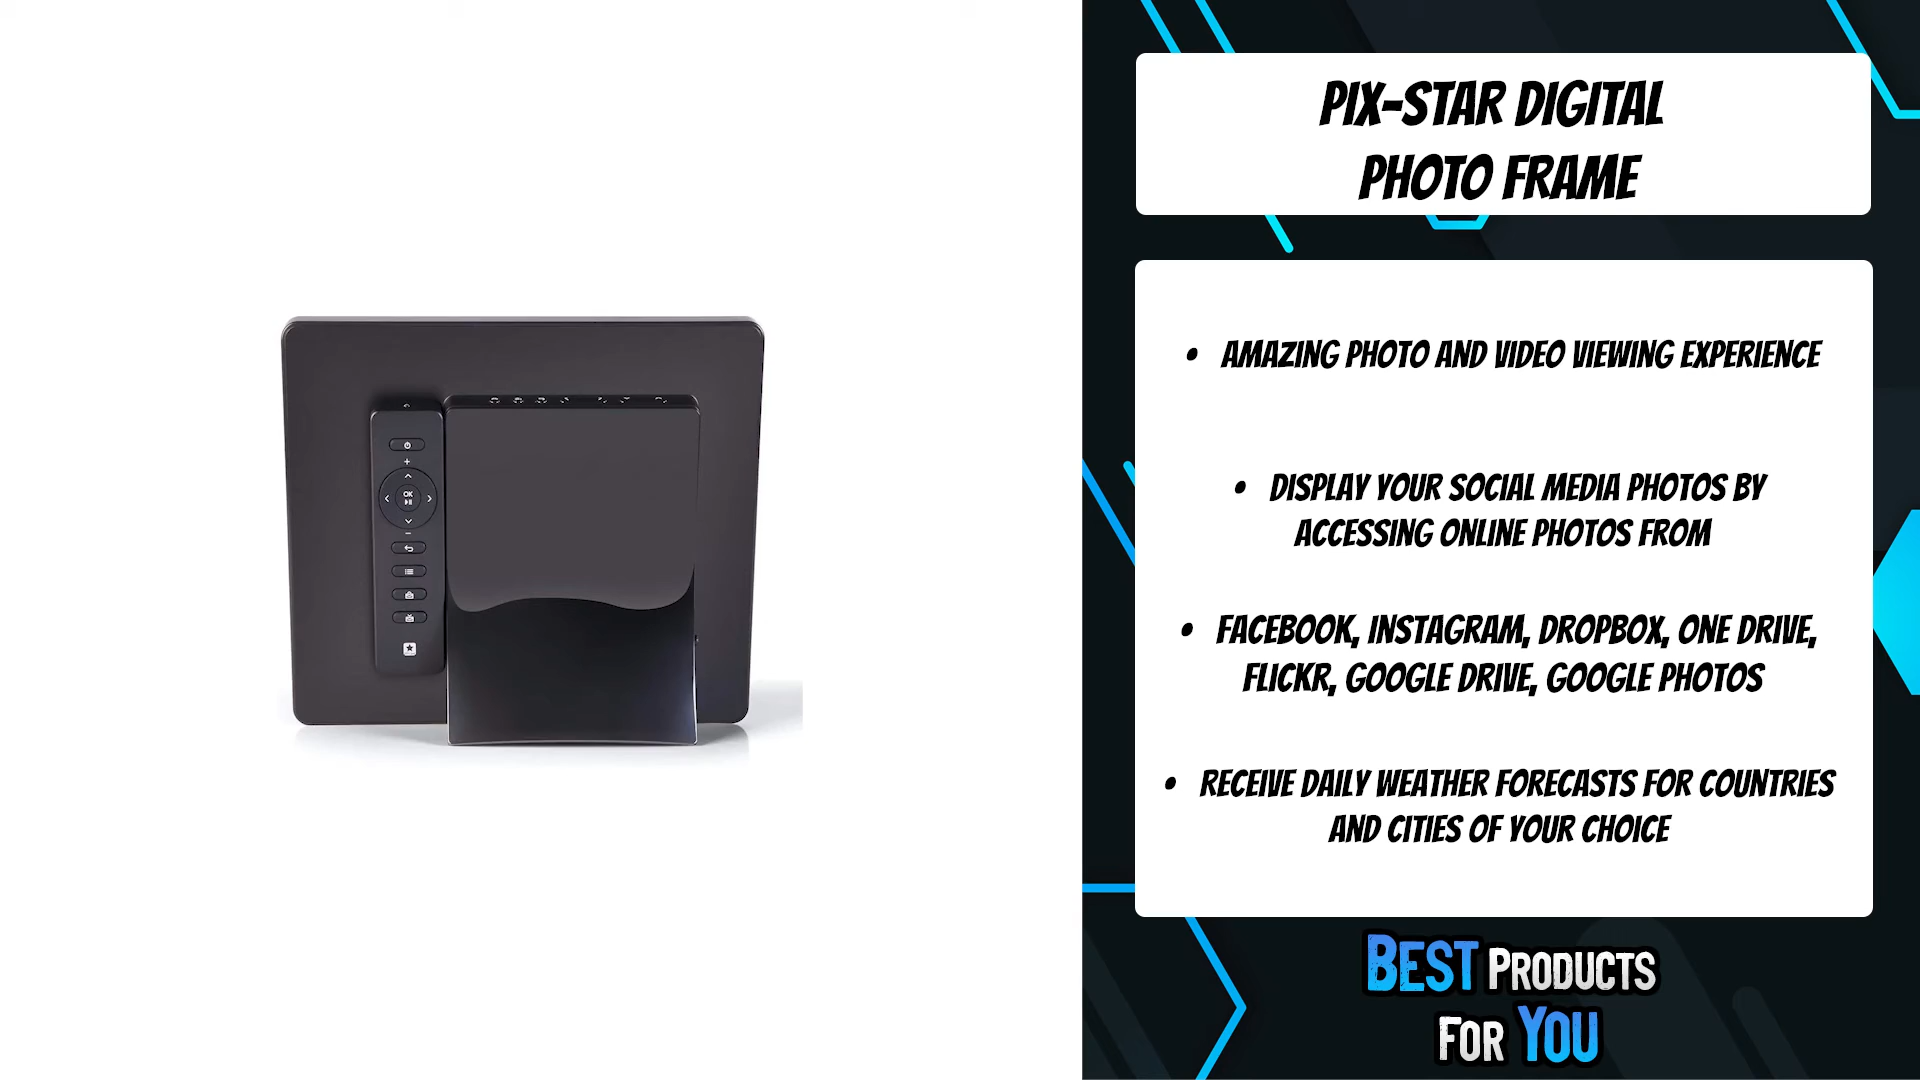 PIX-STAR DIGITAL
PHOTO FRAME
• AMAZING PHOTO AND VIDEO VIEWING EXPERIENCE
• DISPLAY YOUR SOCIAL MEDIA PHOTOS BY
ACCESSING ONLINE PHOTOS FROM
• FACEBOOK, INSTAGRAM, DROPBOX, ONE DRIVE,
FLICKR, GOOGLE DRIVE, GOOGLE PHOTOS
• RECEIVE DAILY WEATHER FORECASTS FOR COUNTRIES
AND CITIES OF YOUR CHOICE
BEST PRODUCTS
FOR YOU
OK